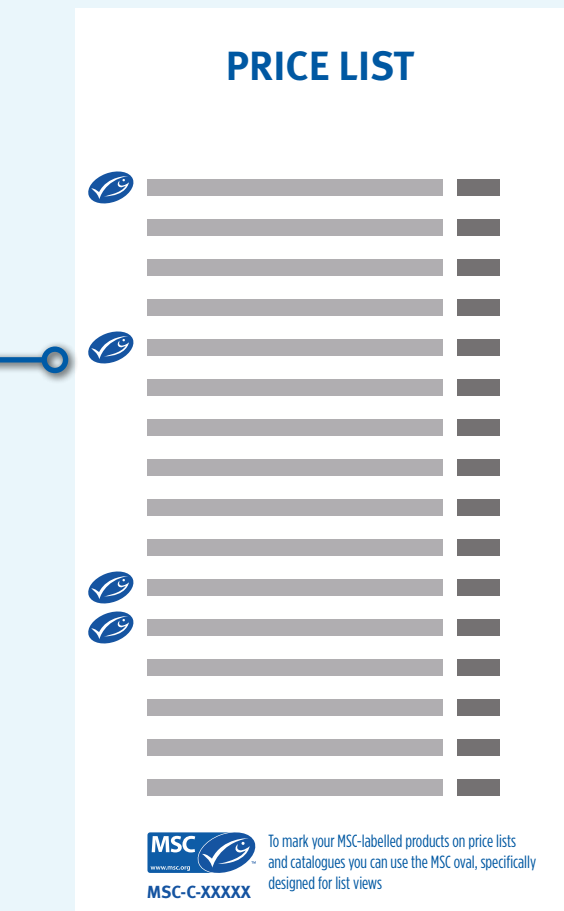 PRICE LIST
MSC
www.msc.org
TM
MSC-C-XXXXX
To mark your MSC-labelled products on price lists
and catalogues you can use the MSC oval, specifically
designed for list views